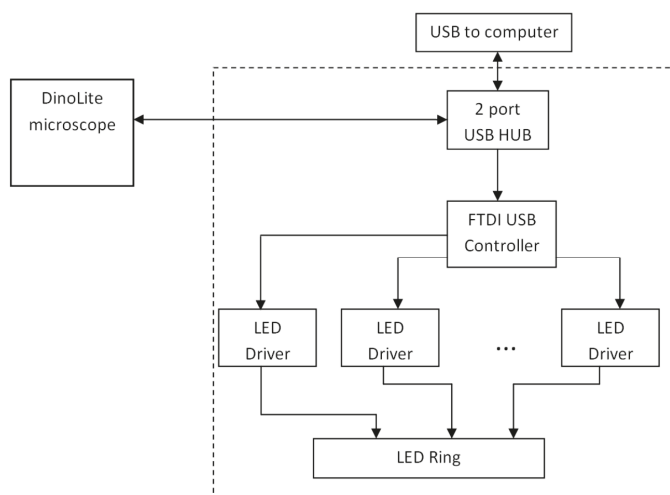 USB to computer
DinoLite
microscope
2 port
USB HUB
FTDI USB
Controller
LED
Driver
LED
Driver
...
LED
Driver
LED Ring